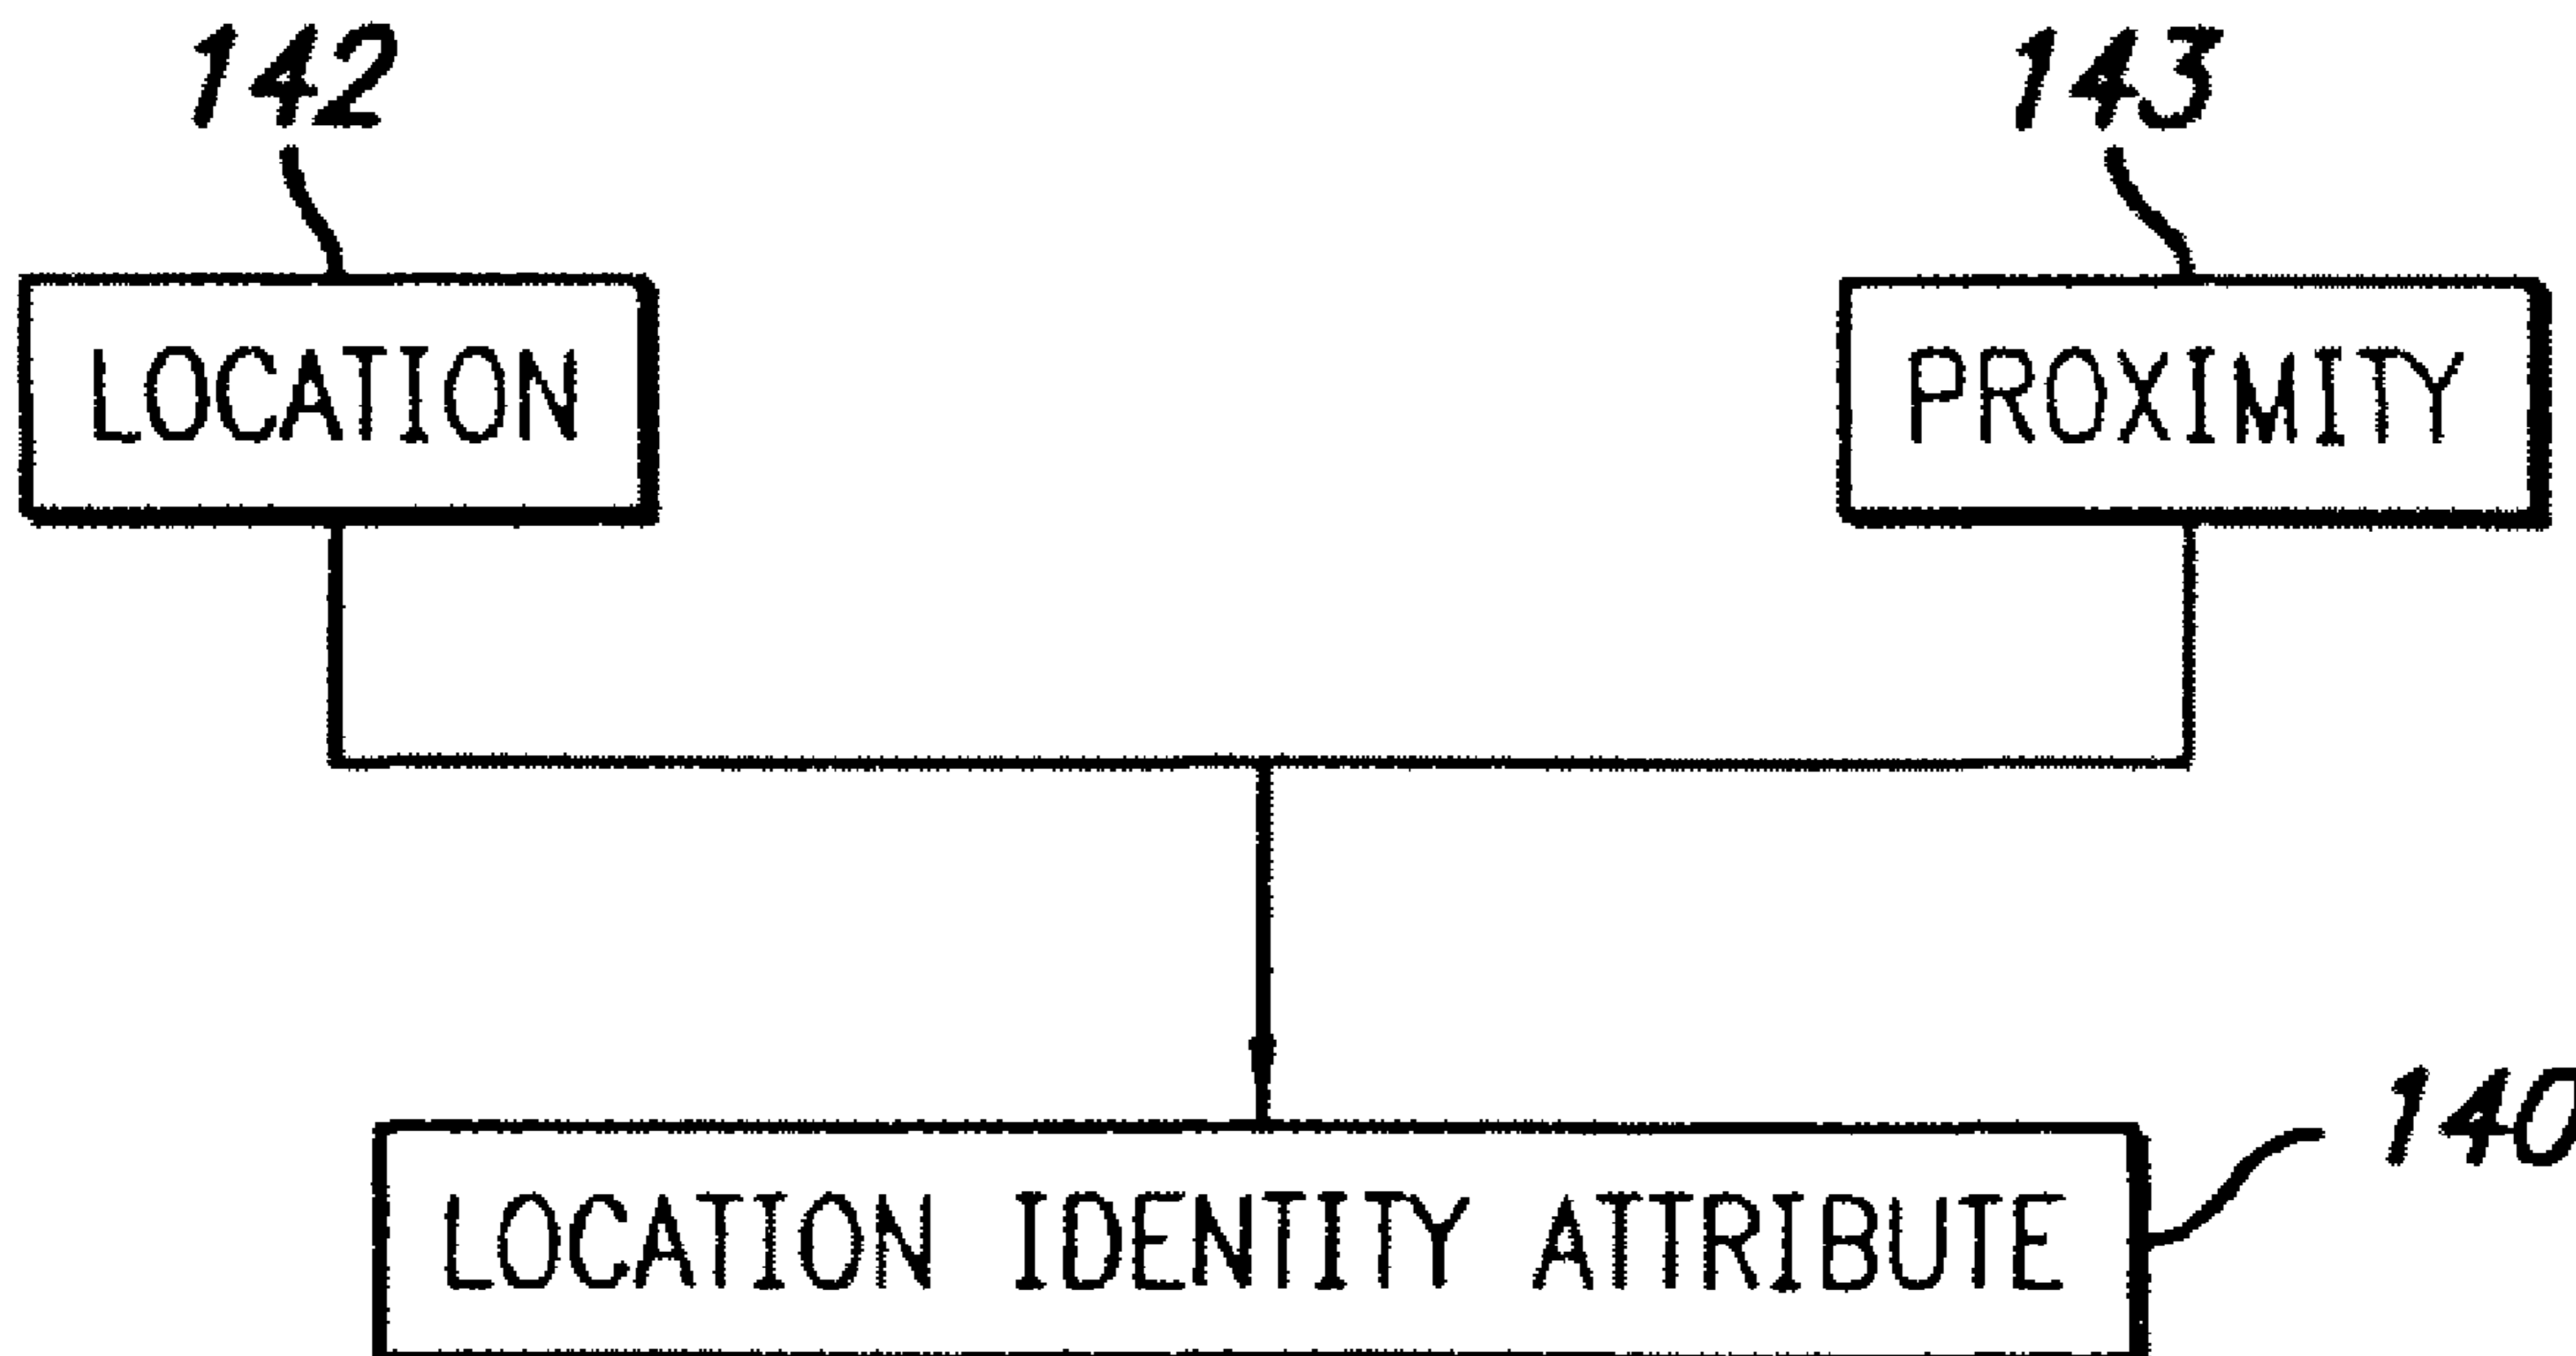 142
143
LOCATION
PROXIMITY
140
LOCATION IDENTITY ATTRIBUTE